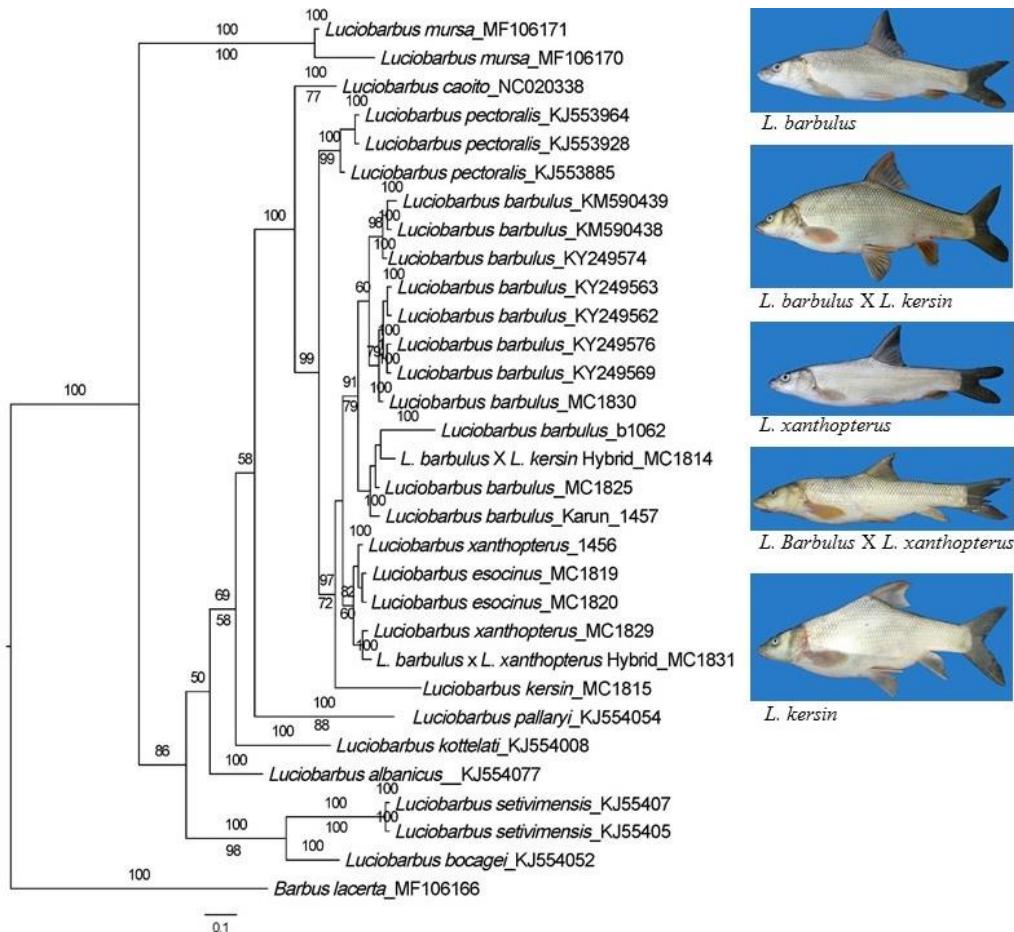 100
100
Luciobarbus mursa_MF106171
100
Luciobarbus mursa_MF106170
100
77
Luciobarbus caoito_NC020338
100
Luciobarbus pectoralis_KJ553964
100
99
Luciobarbus pectoralis_KJ553928
Luciobarbus pectoralis_KJ553885
100
Luciobarbus barbulus_KM590439
98
100
Luciobarbus barbulus_KM590438
100
Luciobarbus barbulus_KY249574
100
60
Luciobarbus barbulus_KY249563
Luciobarbus barbulus_KY249562
100
79
Luciobarbus barbulus_KY249576
100
Luciobarbus barbulus_KY249569
100
Luciobarbus barbulus_MC1830
99
91
79
100
Luciobarbus barbulus_b1062
L. barbulus X L. kersin Hybrid_MC1814
Luciobarbus barbulus_MC1825
100
Luciobarbus barbulus_Karun_1457
100
Luciobarbus xanthopterus_1456
Luciobarbus esocinus_MC1819
97
72
82
60
Luciobarbus esocinus_MC1820
Luciobarbus xanthopterus_MC1829
100
L. barbulus x L. xanthopterus Hybrid_MC1831
Luciobarbus kersin_MC1815
100
100
58
100
88
Luciobarbus pallaryi_KJ554054
69
58
100
Luciobarbus kottelati_KJ554008
50
100
Luciobarbus albanicus__KJ554077
86
100
100
100
Luciobarbus setivimensis_KJ55407
100
Luciobarbus setivimensis_KJ55405
100
98
100
Luciobarbus bocagei_KJ554052
100
Barbus lacerta_MF106166
0.1
L. barbulus
L. barbulus X L. kersin
L. xanthopterus
L. Barbulus X L. xanthopterus
L. kersin